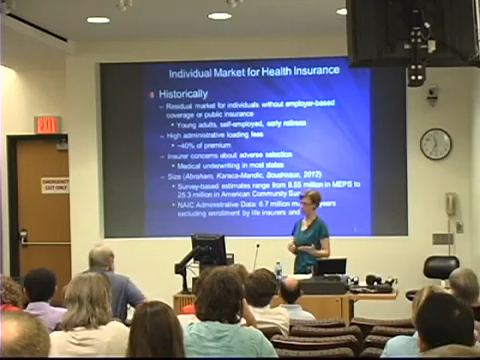 Individual Market for Health Insurance
Historically
– Residual market for individuals without employer-based
coverage or public insurance
Young adults, self-employed, early retirees
– High administrative loading fees
~40% of premium
– Insurer concerns about adverse selection
Medical underwriting in most states
– Size (Abraham, Karaca-Mandic, Boudreaux, 2012)
Survey-based estimates range from 9.55 million in MEPS to
25.3 million in American Community
NAIC Administrative Data: 6.7 million years
excluding enrollment by life insurers and
EXIT
EMERGENCY
EXIT ONLY